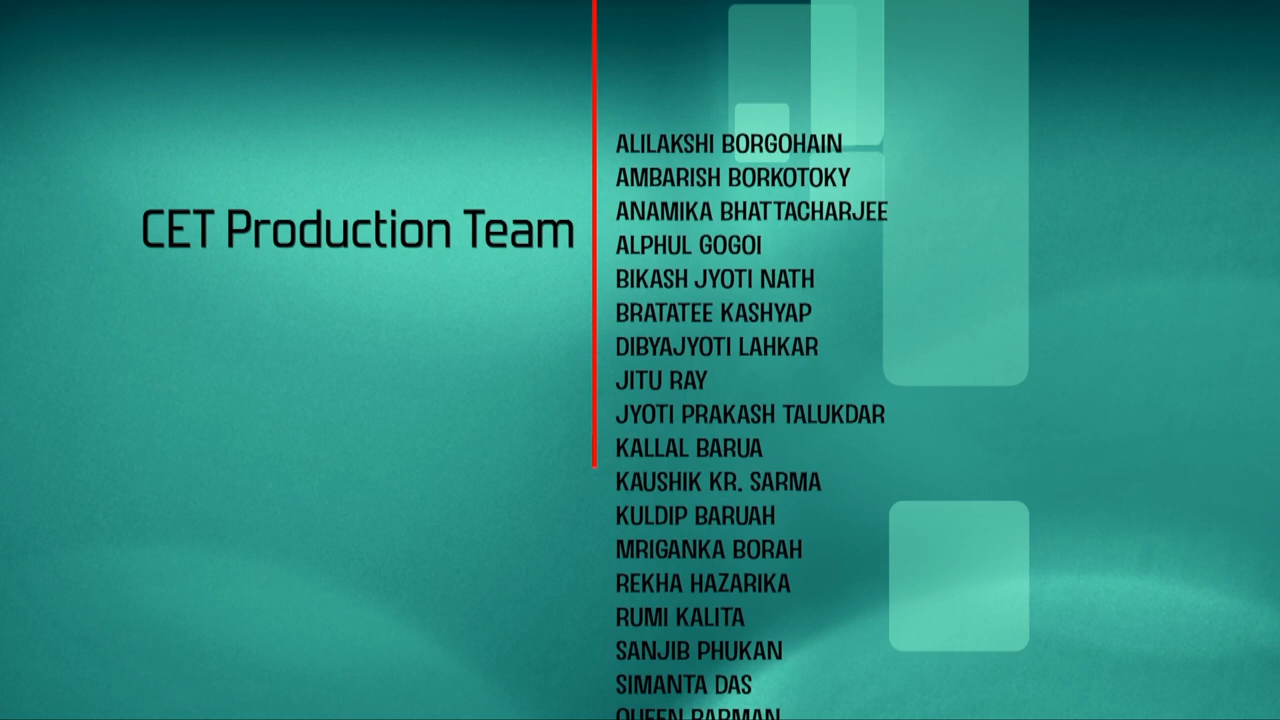 CET Production Team
ALILAKSHI BORGOHAIN
AMBARISH BORKOTOKY
ANAMIKA BHATTACHARJEE
ALPHUL GOGOI
BIKASH JYOTI NATH
BRATATEE KASHYAP
DIBYAJYOTI LAHKAR
JITU RAY
JYOTI PRAKASH TALUKDAR
KALLAL BARUA
KAUSHIK KR. SARMA
KULDIP BARUAH
MRIGANKA BORAH
REKHA HAZARIKA
RUMI KALITA
SANJIB PHUKAN
SIMANTA DAS